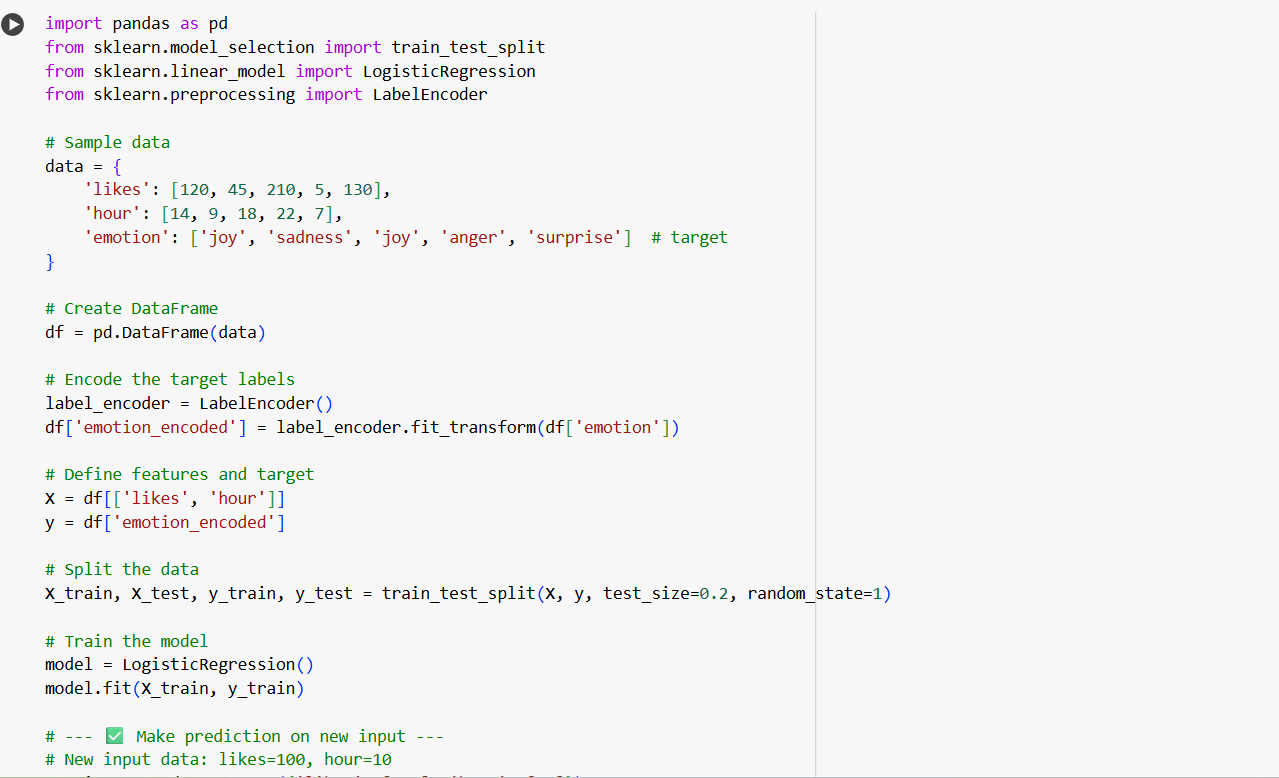 import pandas as pd
from sklearn.model_selection import train_test_split
from sklearn.linear_model import LogisticRegression
from sklearn.preprocessing import LabelEncoder
# Sample data
data = {
    'likes': [120, 45, 210, 5, 130],
    'hour': [14, 9, 18, 22, 7],
    'emotion': ['joy', 'sadness', 'joy', 'anger', 'surprise']  # target
}
# Create DataFrame
df = pd.DataFrame(data)
# Encode the target labels
label_encoder = LabelEncoder()
df['emotion_encoded'] = label_encoder.fit_transform(df['emotion'])
# Define features and target
X = df[['likes', 'hour']]
y = df['emotion_encoded']
# Split the data
X_train, X_test, y_train, y_test = train_test_split(X, y, test_size=0.2, random_state=1)
# Train the model
model = LogisticRegression()
model.fit(X_train, y_train)
# --- ✅ Make prediction on new input ---
# New input data: likes=100, hour=10